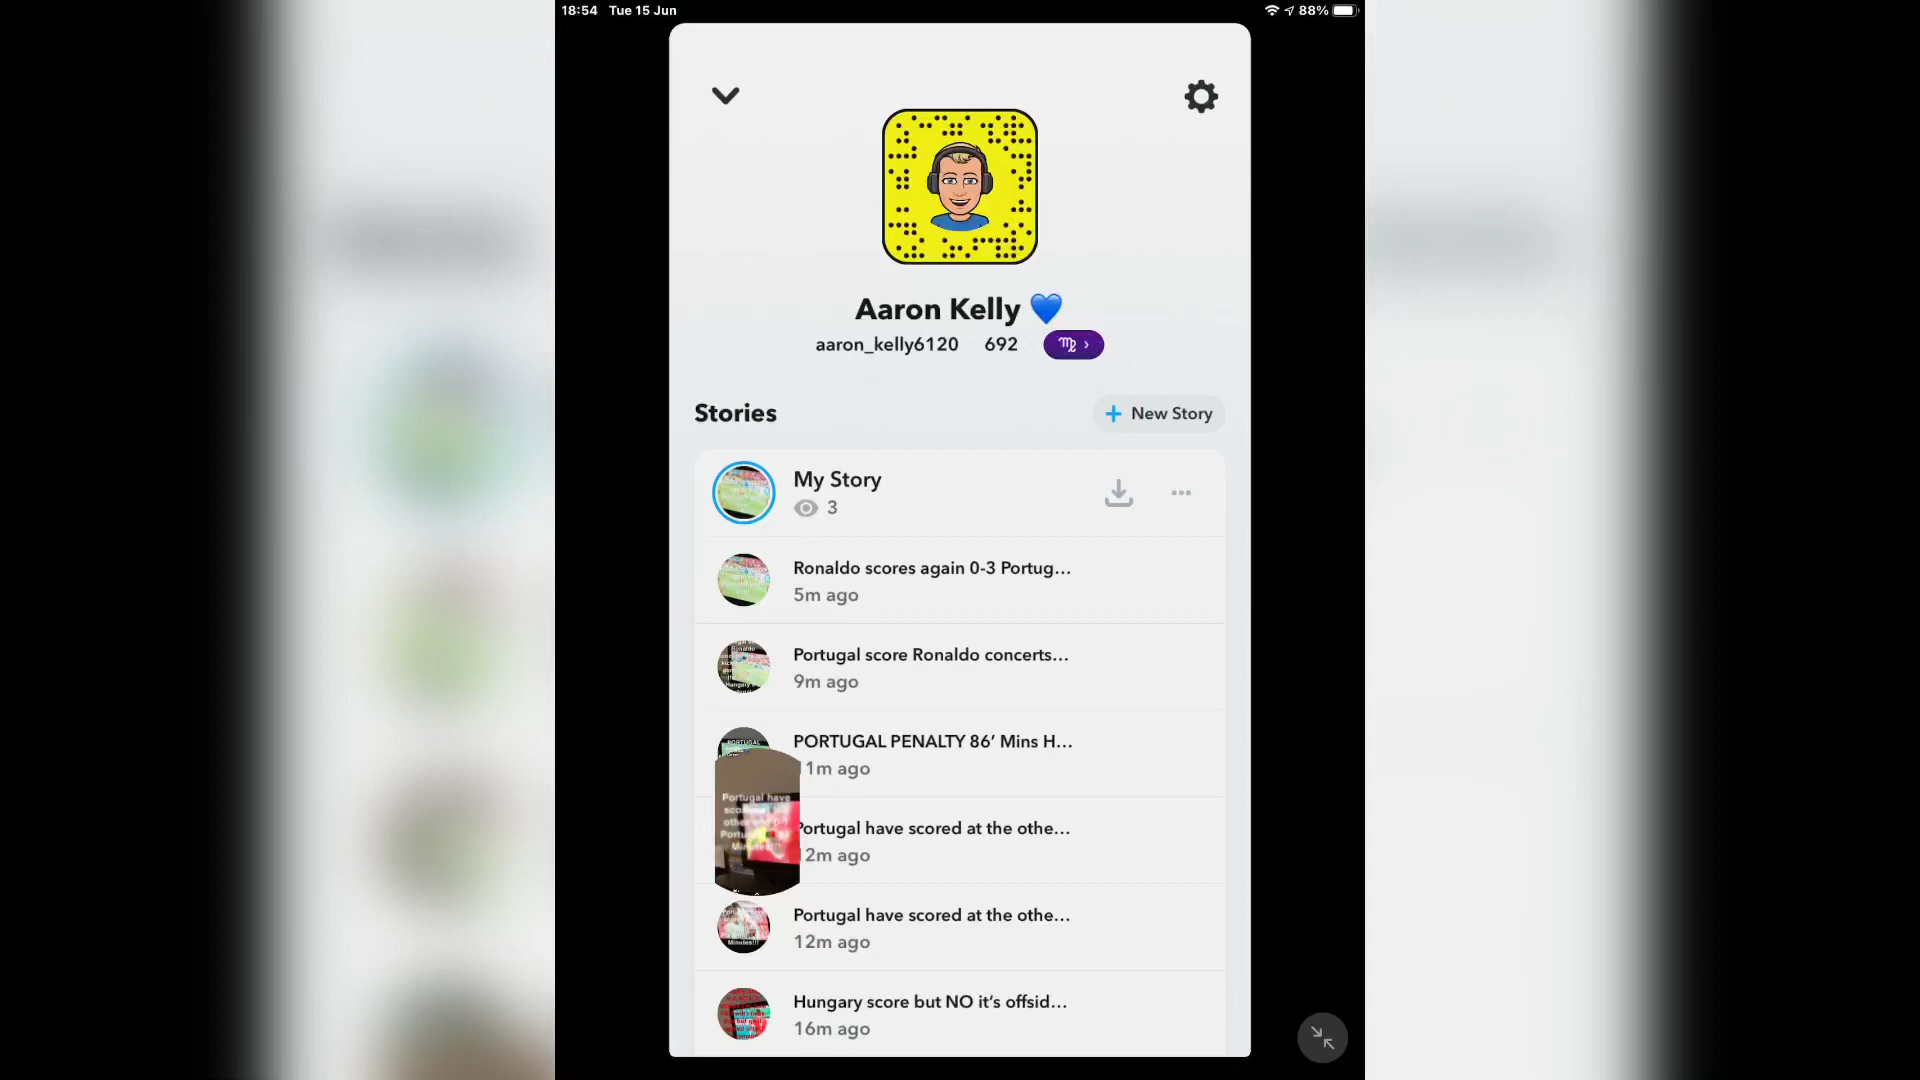 18:54 Tue 15 Jun
88%
Aaron Kelly 💙
aaron_kelly6120 692 ♍ ›
Stories
+ New Story
My Story
3
Ronaldo scores again 0-3 Portug...
5m ago
Portugal score Ronaldo concerts...
9m ago
PORTUGAL PENALTY 86’ Mins H...
1m ago
Portugal have
Portugal have scored at the othe...
12m ago
Portugal have scored at the othe...
12m ago
Minutes!!!
Hungary score but NO it’s offsid...
16m ago